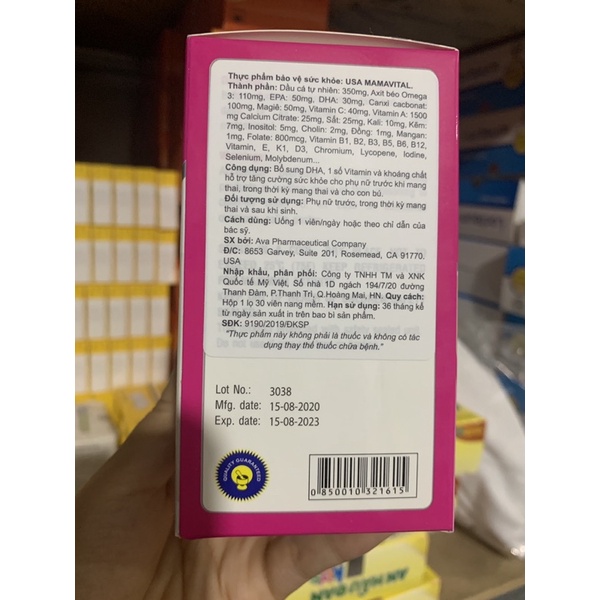 Thực phẩm bảo vệ sức khỏe: USA MAMAVITAL.
Thành phần: Dầu cá tự nhiên: 350mg, Axit béo Omega
3: 110mg, EPA: 50mg, DHA: 30mg, Canxi cacbonat:
100mg, Magiê: 50mg, Vitamin C: 40mg, Vitamin A: 1500
mg Calcium Citrate: 25mg, Sắt: 25mg, Kali: 10mg, Kẽm:
7mg, Inositol: 5mg, Cholin: 2mg, Đồng: 1mg, Mangan:
1mg, Folate: 800mcg, Vitamin B1, B2, B3, B5, B6, B12,
Vitamin, E, K1, D3, Chromium, Lycopene, Iodine,
Selenium, Molybdenum...
Công dụng: Bổ sung DHA, 1 số Vitamin và khoáng chất
hỗ trợ tăng cường sức khỏe cho phụ nữ trước khi mang
thai, trong thời kỳ mang thai và cho con bú.
Đối tượng sử dụng: Phụ nữ trước, trong thời kỳ mang
thai và sau khi sinh.
Cách dùng: Uống 1 viên/ngày hoặc theo chỉ dẫn của
bác sỹ.
SX bởi: Ava Pharmaceutical Company
Đ/C: 8653 Garvey, Suite 201, Rosemead, CA 91770.
USA
Nhập khẩu, phân phối: Công ty TNHH TM và XNK
Quốc tế Mỹ Việt, Số nhà 1D ngách 194/7/20 đường
Thanh Đàm, P.Thanh Trì, Q.Hoàng Mai, HN. Quy cách:
Hộp 1 lọ 30 viên nang mềm. Hạn sử dụng: 36 tháng kể
từ ngày sản xuất in trên bao bì sản phẩm.
SĐK: 9190/2019/ĐKSP
"Thực phẩm này không phải là thuốc và không có tác
dụng thay thế thuốc chữa bệnh."
Lot No.: 3038
Mfg. date: 15-08-2020
Exp. date: 15-08-2023
QUALITY GUARANTEED
0850010321615